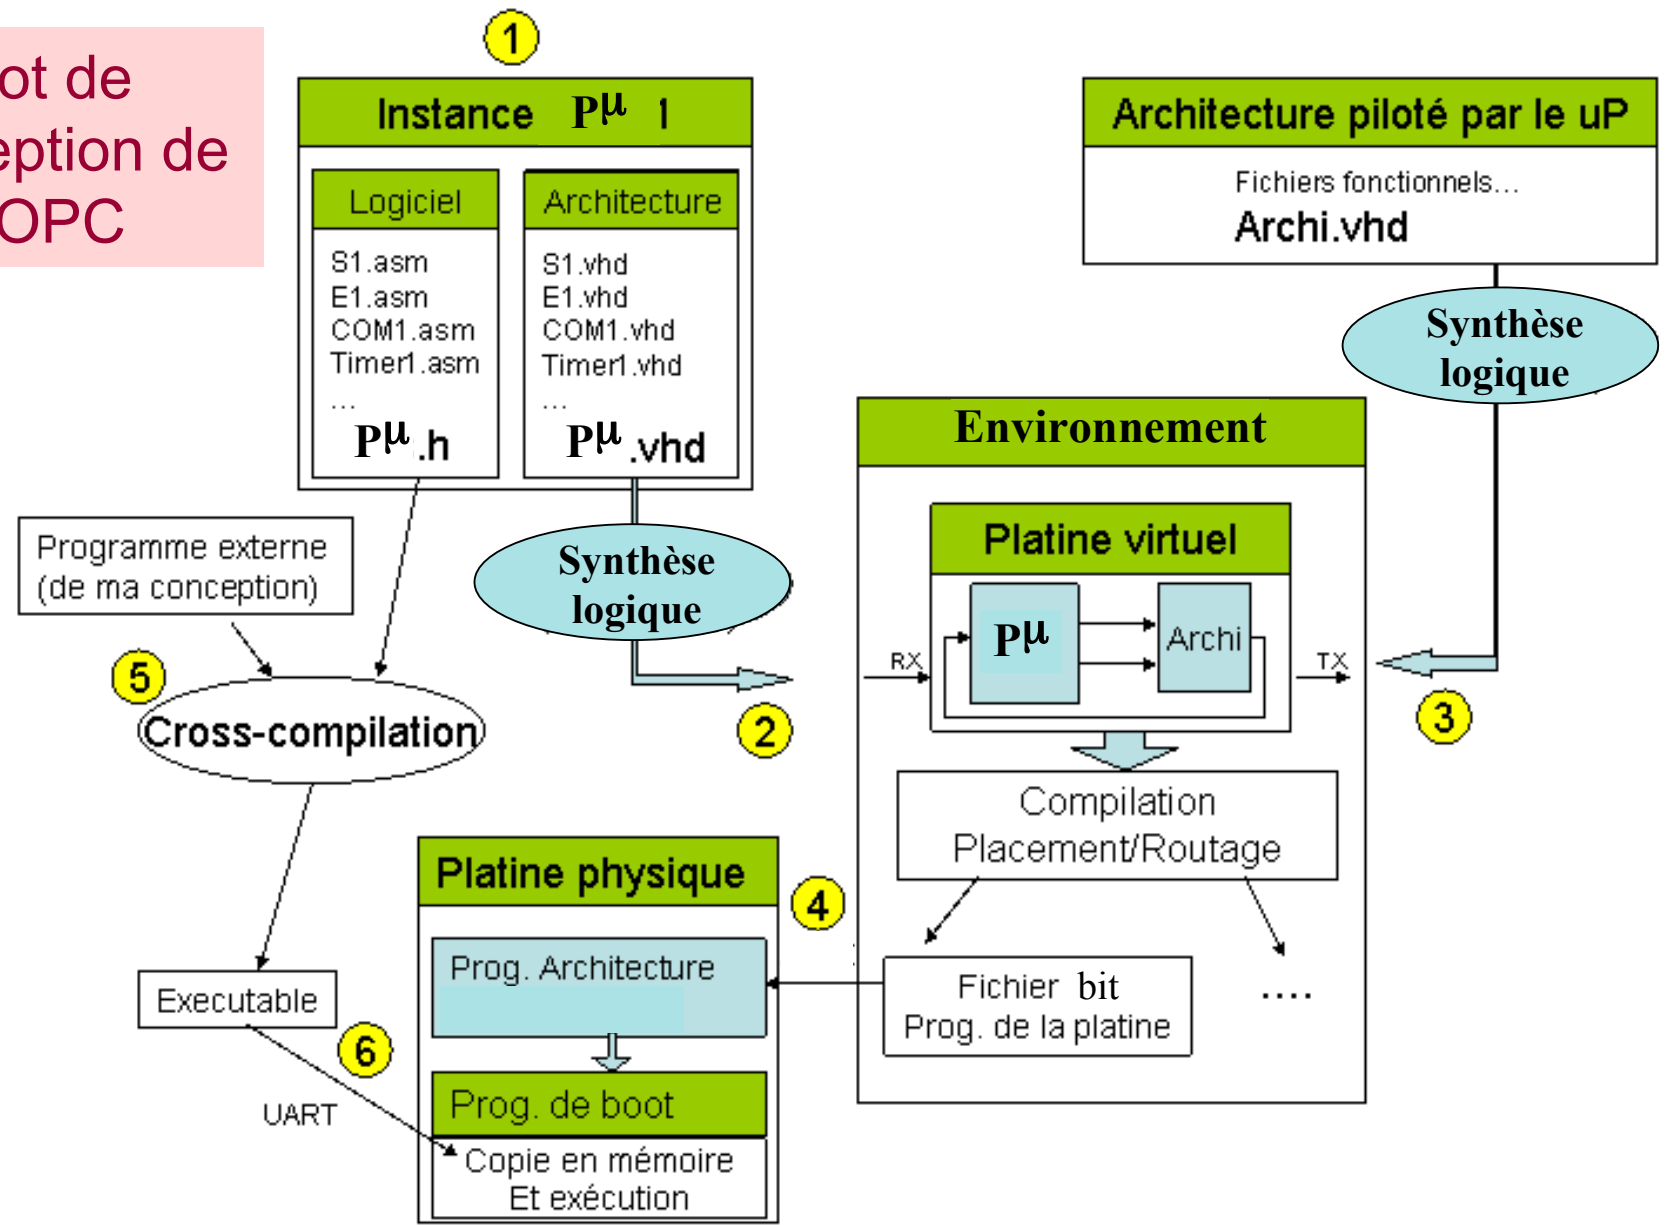 ot de
eption de
OPC
1
Instance Pµ 1
Logiciel
S1.asm
E1.asm
COM1.asm
Timer1.asm
...
Pµ.h
Architecture
S1.vhd
E1.vhd
COM1.vhd
Timer1.vhd
...
Pµ.vhd
Architecture piloté par le uP
Fichiers fonctionnels...
Archi.vhd
Synthèse
logique
Programme externe
(de ma conception)
Synthèse
logique
2
3
Environnement
Platine virtuel
RX
Pµ
Archi
TX
Compilation
Placement/Routage
Fichier bit
Prog. de la platine
....
4
5
Cross-compilation
Executable
6
UART
Platine physique
Prog. Architecture
Prog. de boot
Copie en mémoire
Et exécution